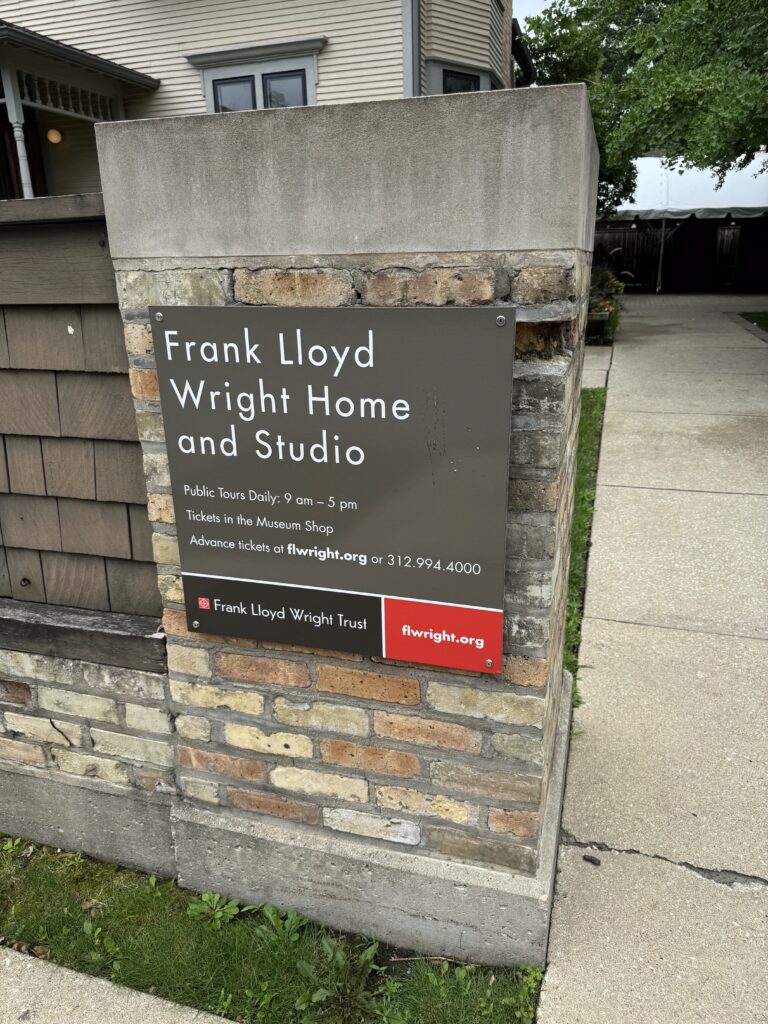 Frank Lloyd
Wright Home
and Studio
Public Tours Daily: 9 am – 5 pm
Tickets in the Museum Shop
Advance tickets at flwright.org or 312.994.4000
Frank Lloyd Wright Trust
flwright.org